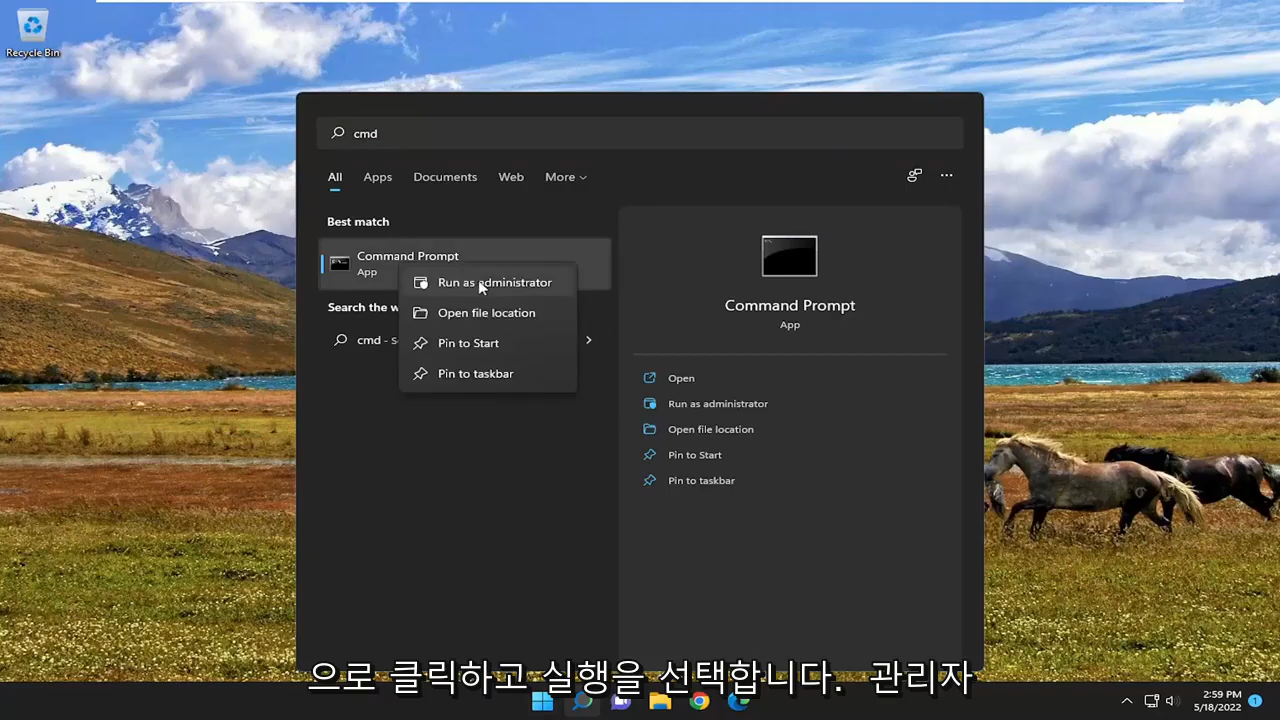 Recycle Bin
cmd
All Apps Documents Web More
Best match
Command Prompt
App
Run as administrator
Open file location
Pin to Start
Pin to taskbar
Search the w
cmd - s
Command Prompt
App
Open
Run as administrator
Open file location
Pin to Start
Pin to taskbar
으로 클릭하고 실행을 선택합니다. 관리자
2:59 PM
5/18/2022
1